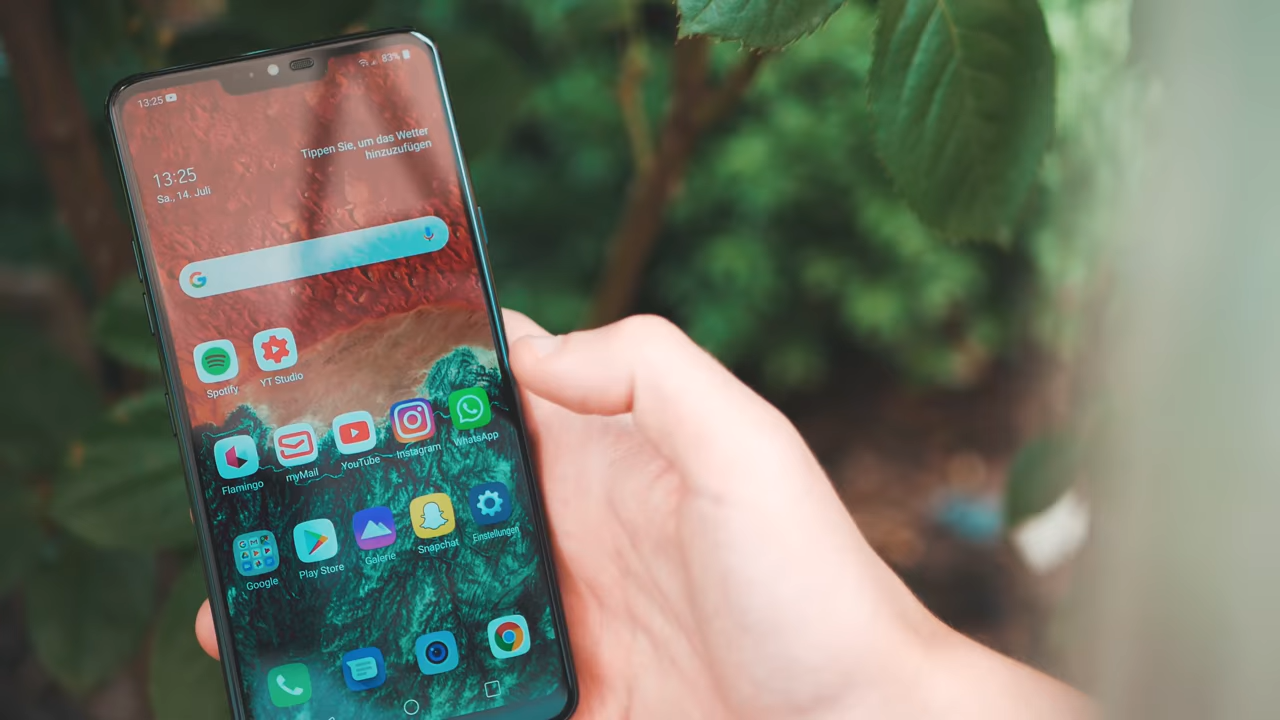 13:25
83%
Tippen Sie, um das Wetter
hinzuzufügen
13:25
Sa., 14. Juli
Spotify
YT Studio
Flamingo
myMail
YouTube
Instagram
WhatsApp
Google
Play Store
Galerie
Snapchat
Einstellungen